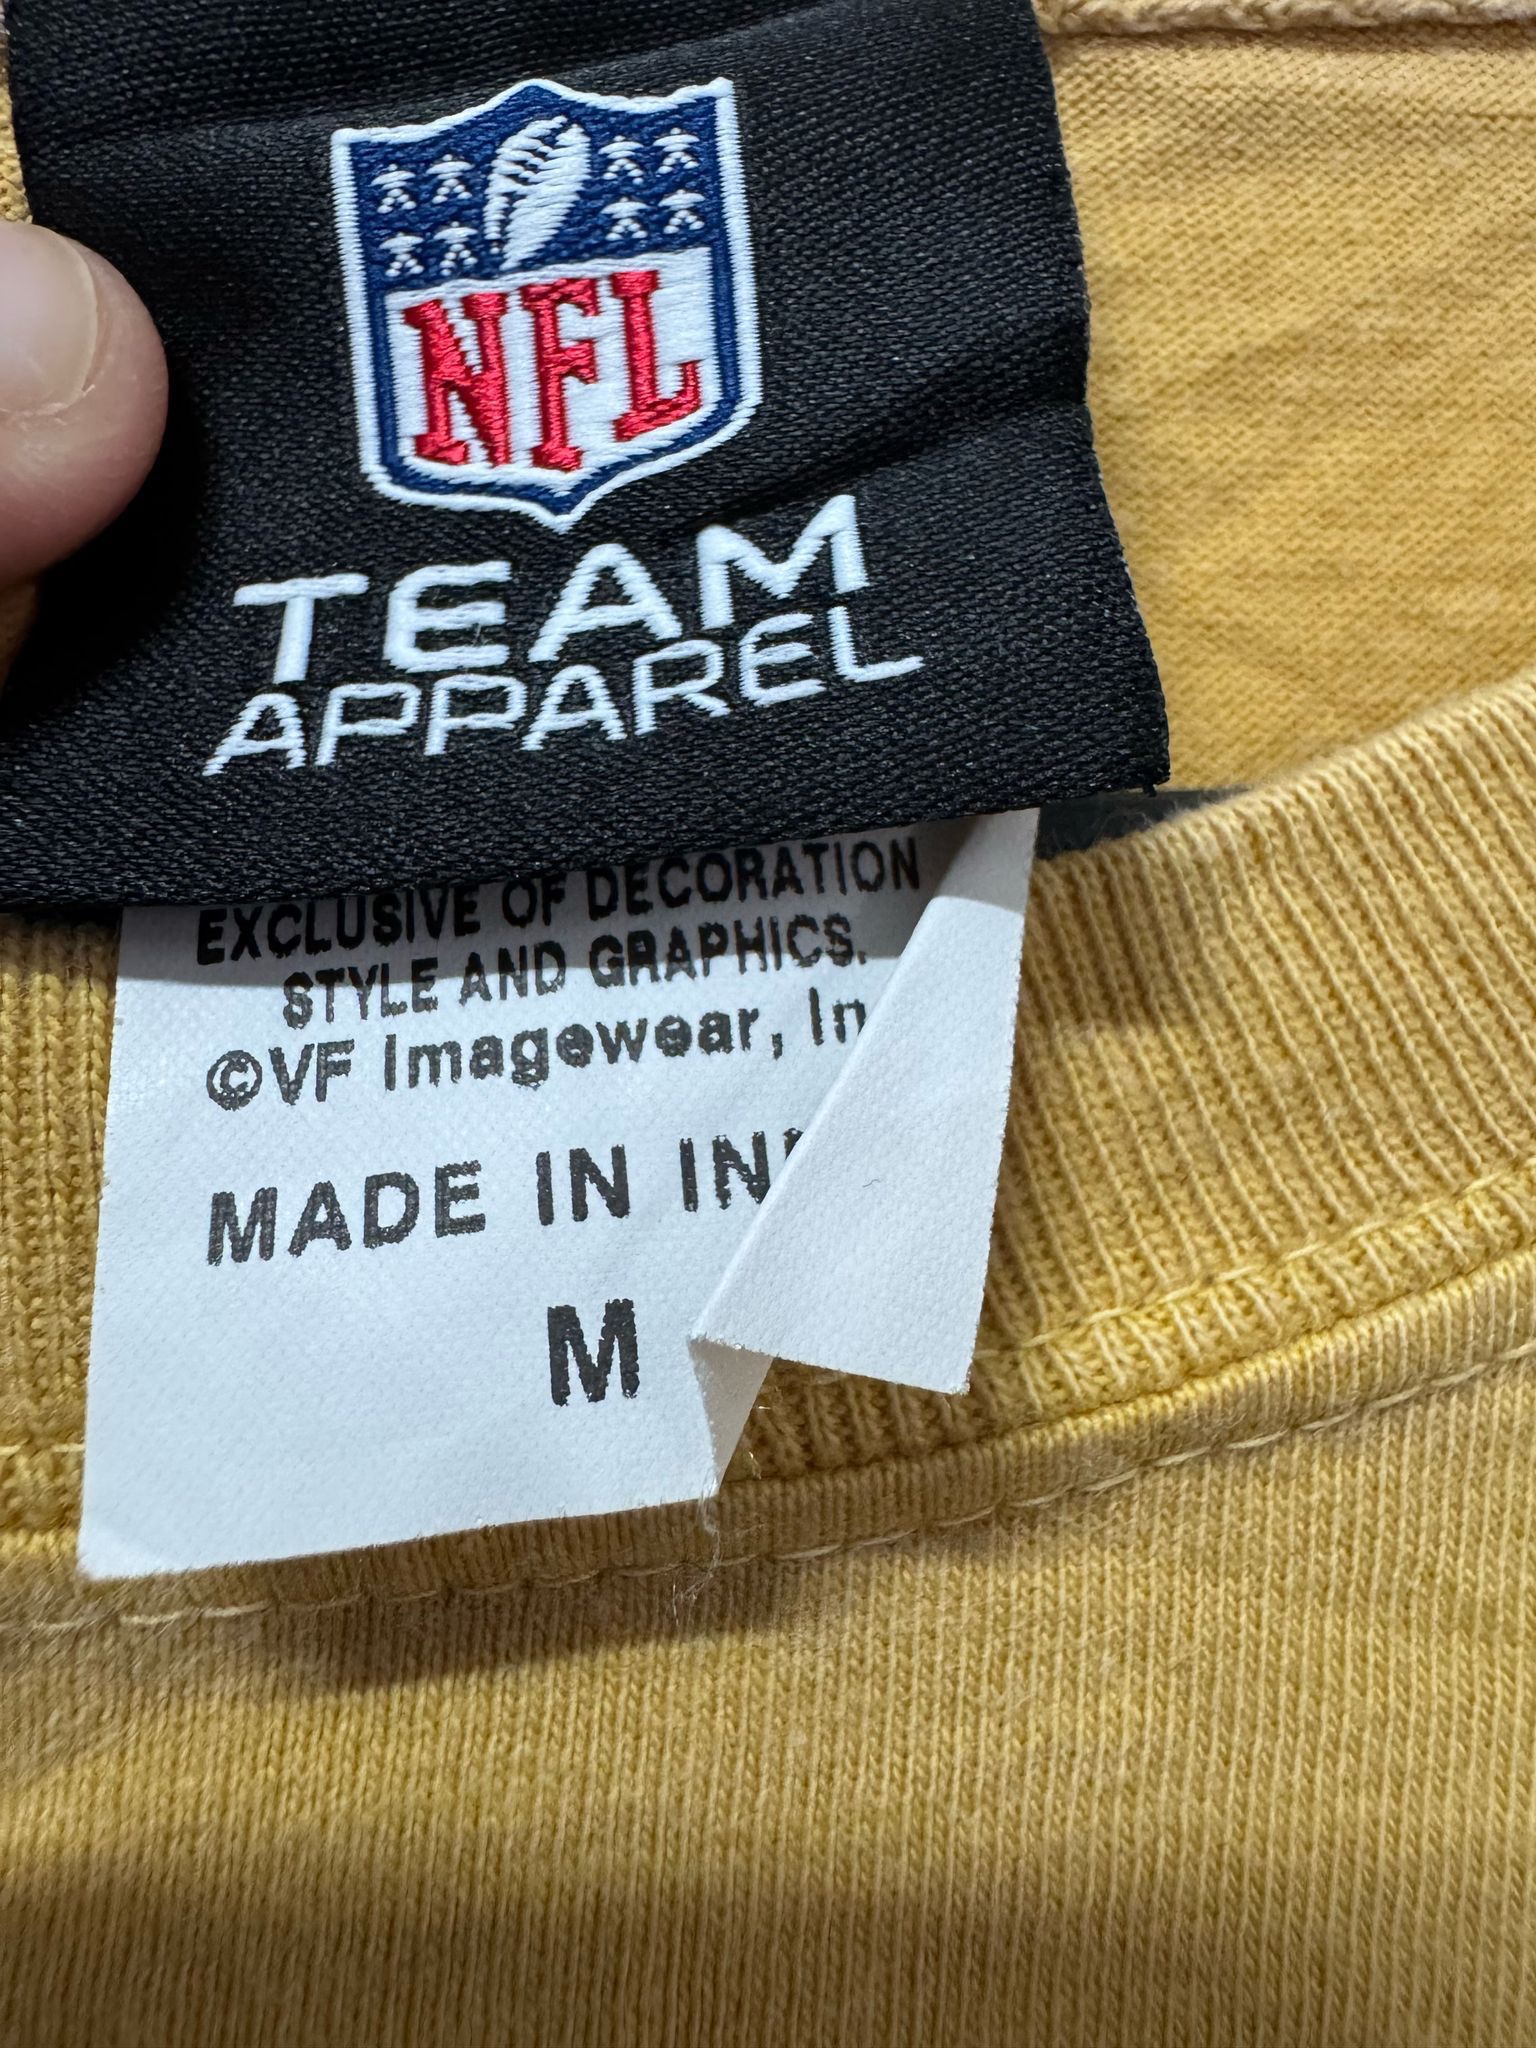 NFL
TEAM
APPAREL
EXCLUSIVE OF DECORATION
STYLE AND GRAPHICS.
©VF Imagewear, In
MADE IN IN
M